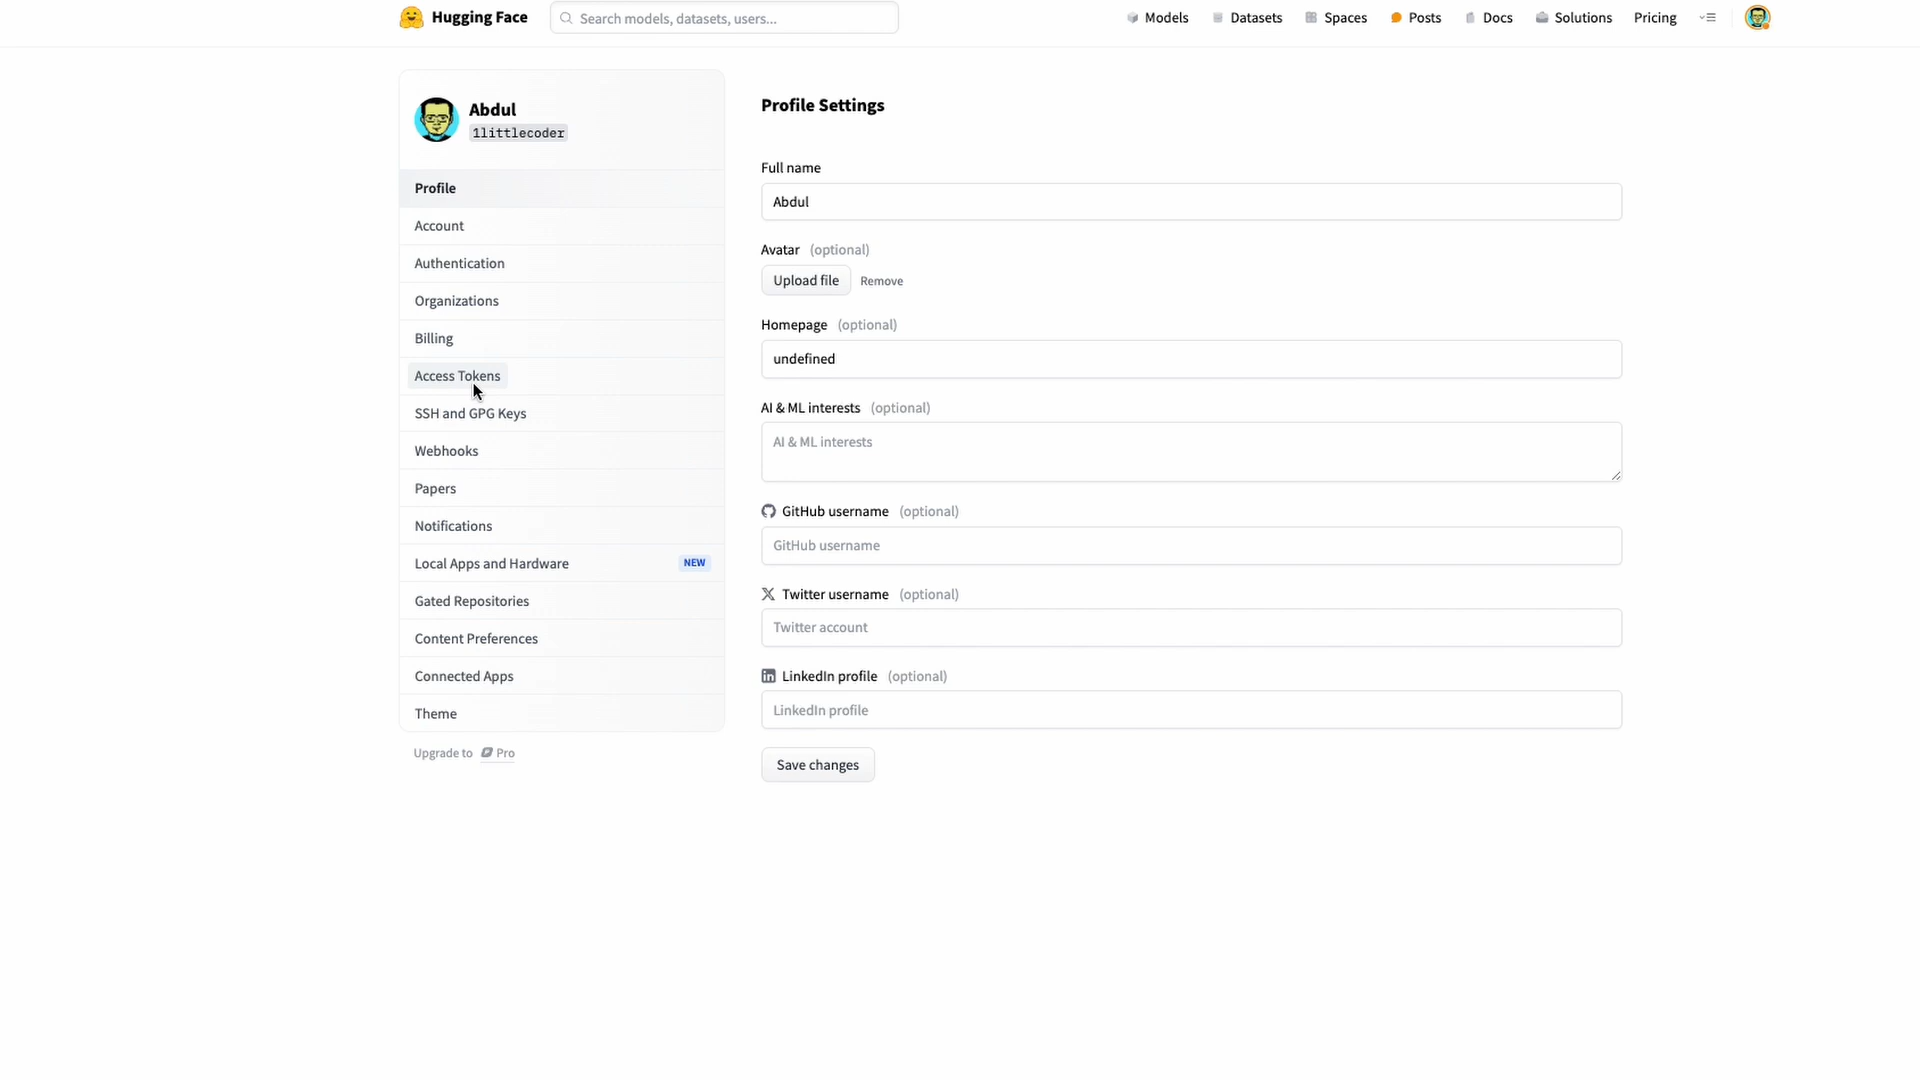 Hugging Face
Search models, datasets, users...
Models
Datasets
Spaces
Posts
Docs
Solutions
Pricing
Abdul
1littlecoder
Profile
Account
Authentication
Organizations
Billing
Access Tokens
SSH and GPG Keys
Webhooks
Papers
Notifications
Local Apps and Hardware NEW
Gated Repositories
Content Preferences
Connected Apps
Theme
Upgrade to Pro
Profile Settings
Full name
Abdul
Avatar (optional)
Upload file Remove
Homepage (optional)
undefined
AI & ML interests (optional)
AI & ML interests
GitHub username (optional)
GitHub username
Twitter username (optional)
Twitter account
LinkedIn profile (optional)
LinkedIn profile
Save changes